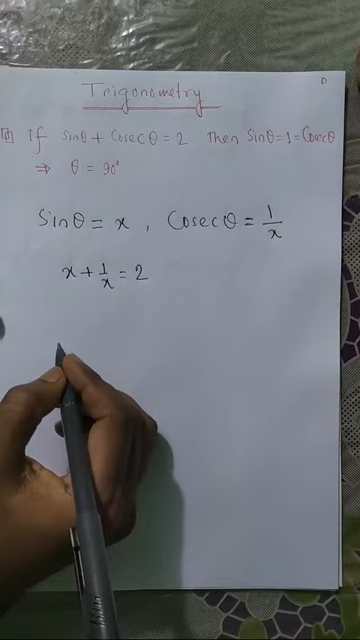 D
Trigonometry
If Sinθ + Cosecθ = 2 Then Sinθ = 1 = Cosecθ
⇒ θ = 90°
Sinθ = x , Cosecθ = 1/x
x + 1/x = 2